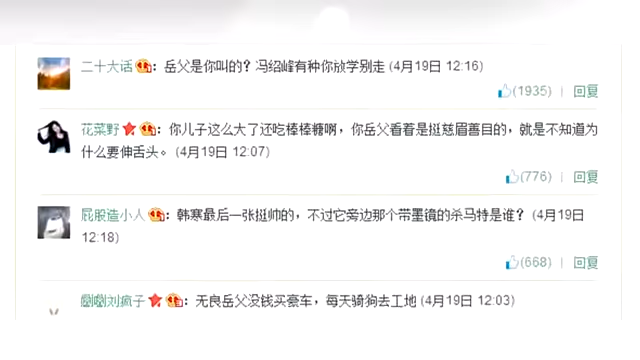 二十六话：岳父是你叫的？冯绍峰有种你放学别走 (4月19日 12:16)
(1935) | 回复
花菜野：你儿子这么大了还吃棒棒糖啊，你岳父看着是挺慈眉善目的，就是不知道为
什么要伸舌头。 (4月19日 12:07)
(776) | 回复
屁股造小人：韩寒最后一张挺帅的，不过它旁边那个带墨镜的杀马特是谁？ (4月19日
12:18)
(668) | 回复
刘疯子：无良岳父没钱买豪车，每天骑狗去工地 (4月19日 12:03)